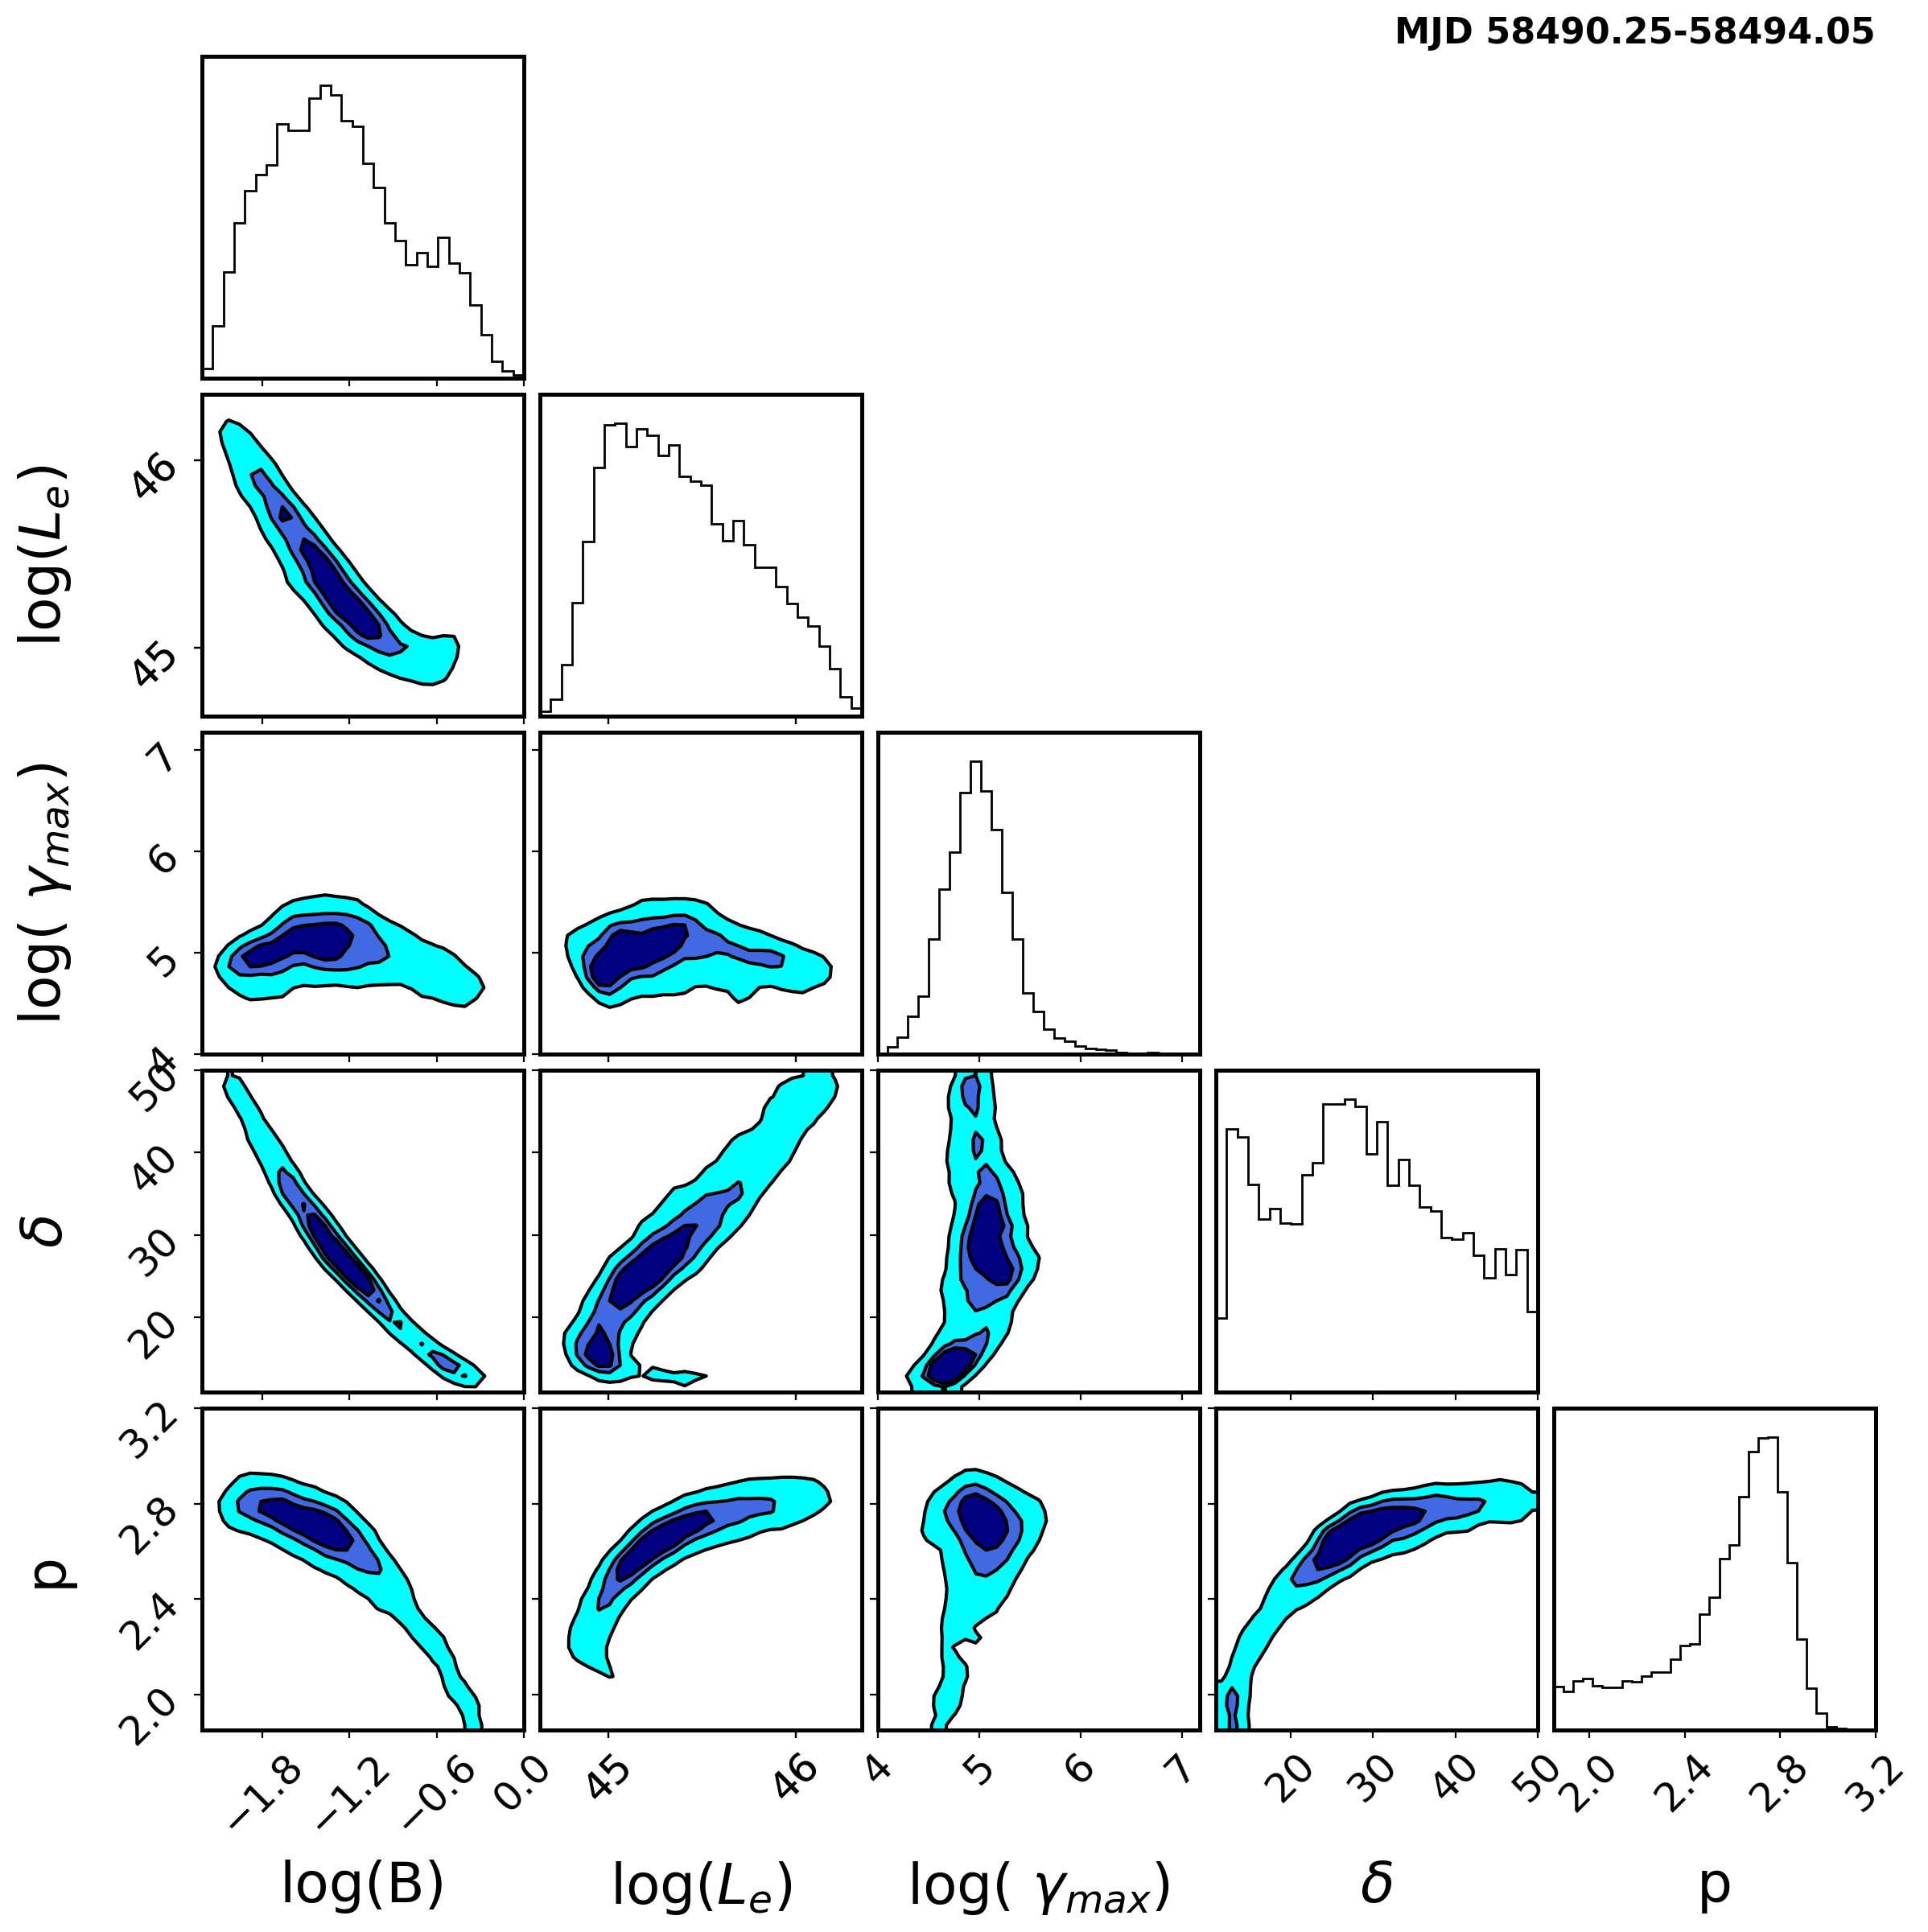 MJD 58490.25-58494.05
log(Lₑ)
46
45
log( γₘₐₓ)
7
6
5
4
δ
50
40
30
20
p
3.2
2.8
2.4
2.0
−1.8 −1.2 −0.6 0.0 45 46 4 5 6 7 20 30 40 50 2.0 2.4 2.8 3.2
log(B) log(Lₑ) log( γₘₐₓ) δ p